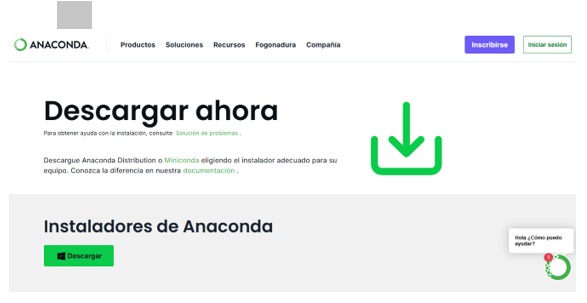 ANACONDA.
Productos Soluciones Recursos Fogonadura Compañía
Inscribirse
Iniciar sesión
Descargar ahora
Para obtener ayuda con la instalación, consulte Solución de problemas.
Descargue Anaconda Distribution o Miniconda eligiendo el instalador adecuado para su
equipo. Conozca la diferencia en nuestra documentación .
Instaladores de Anaconda
Descargar
Hola ¿Cómo puedo
ayudar?
1